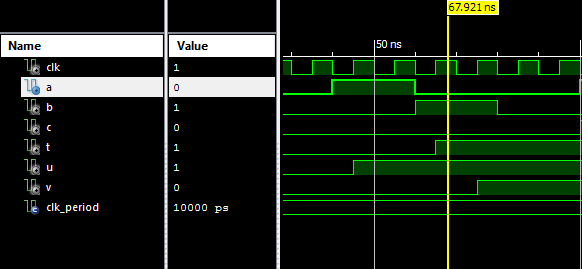 67.921 ns
Name Value 50 ns
clk 1
a 0
b 1
c 0
t 1
u 1
v 0
clk_period 10000 ps